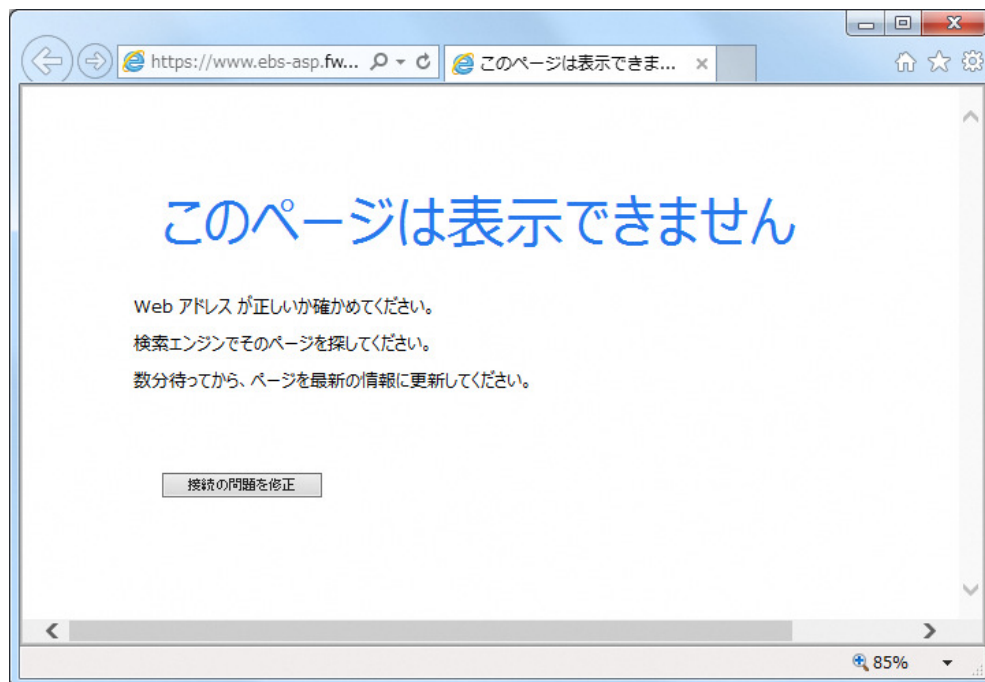 https://www.ebs-asp.fw...
このページは表示できま...
このページは表示できません
Web アドレス が正しいか確かめてください。
検索エンジンでそのページを探してください。
数分待ってから、ページを最新の情報に更新してください。
接続の問題を修正
85%